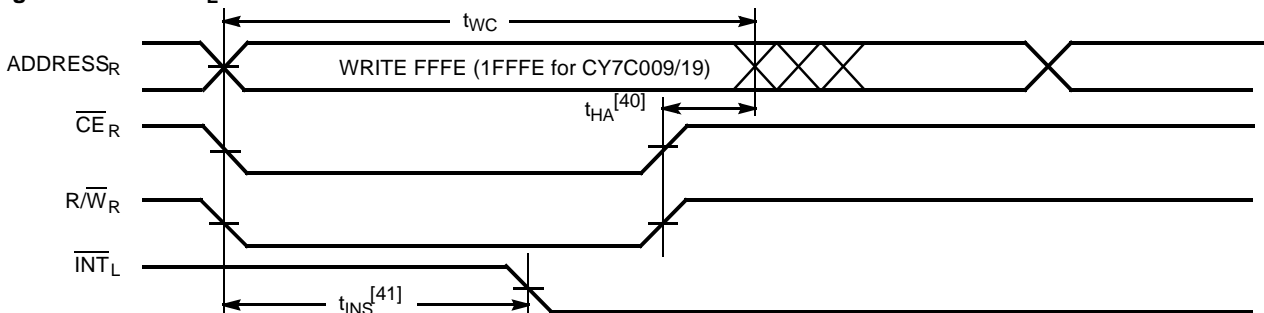 t_WC
ADDRESS_R
WRITE FFFE (1FFFE for CY7C009/19)
t_HA[40]
CE_R
R/W_R
INT_L
t_INS[41]